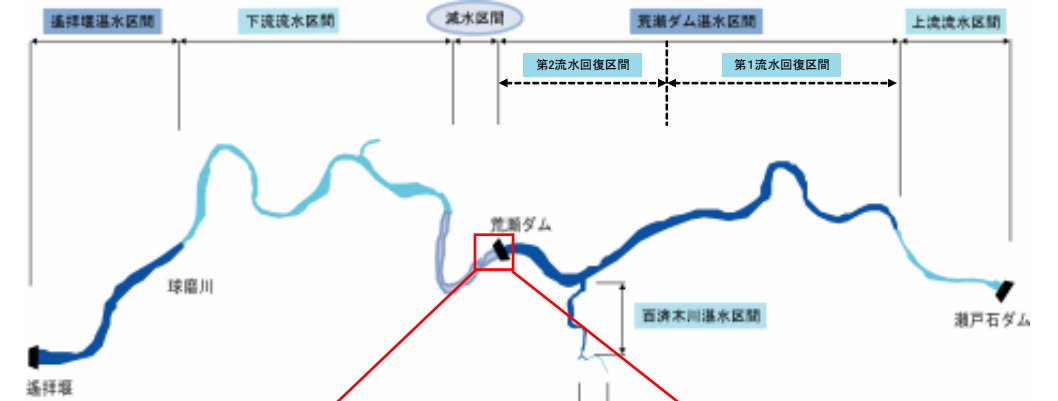 遙拝堰湛水区間
下流流水区間
減水区間
荒瀬ダム湛水区間
上流流水区間
第2流水回復区間
第1流水回復区間
荒瀬ダム
球磨川
百済木川湛水区間
瀬戸石ダム
遙拝堰